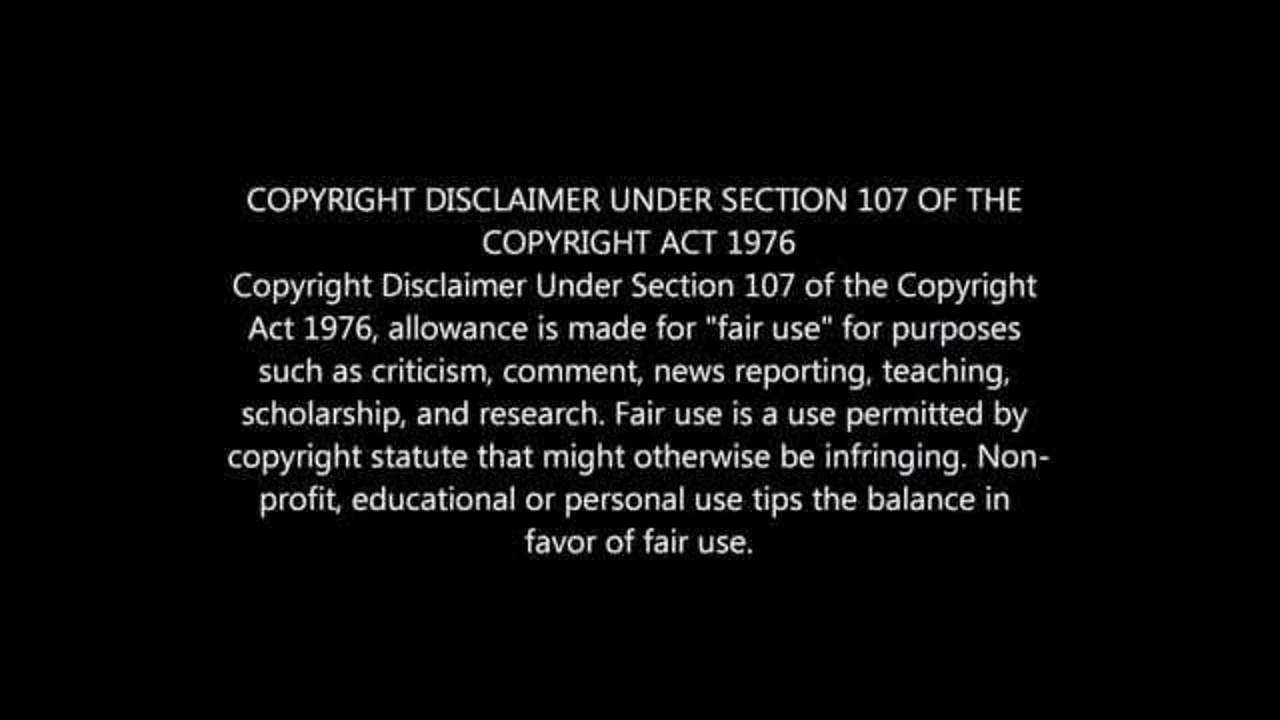 COPYRIGHT DISCLAIMER UNDER SECTION 107 OF THE
COPYRIGHT ACT 1976
Copyright Disclaimer Under Section 107 of the Copyright
Act 1976, allowance is made for "fair use" for purposes
such as criticism, comment, news reporting, teaching,
scholarship, and research. Fair use is a use permitted by
copyright statute that might otherwise be infringing. Non-
profit, educational or personal use tips the balance in
favor of fair use.